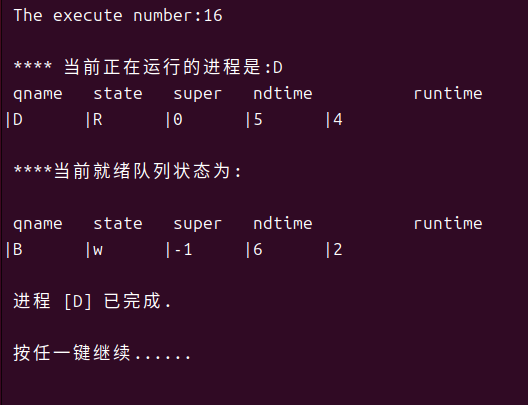 The execute number:16
**** 当前正在运行的进程是:D
qname state super ndtime runtime
|D |R |0 |5 |4
****当前就绪队列状态为:
qname state super ndtime runtime
|B |w |-1 |6 |2
进程 [D] 已完成.
按任一键继续......